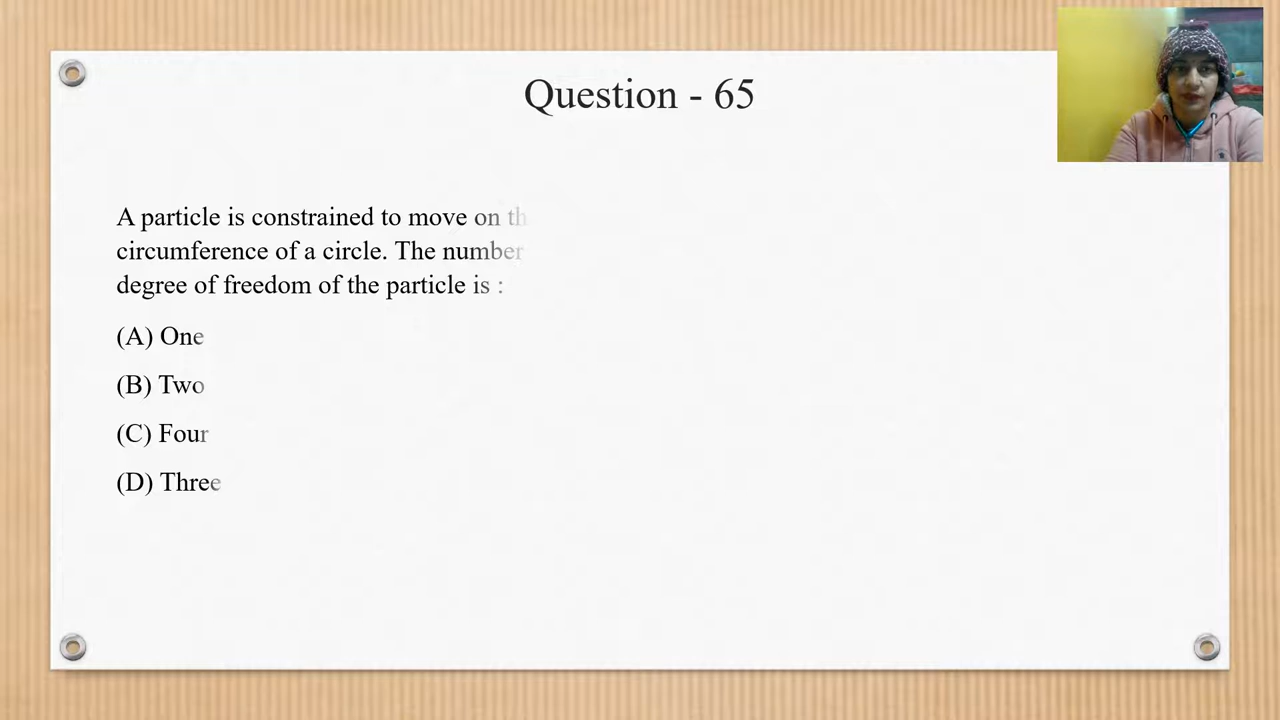 Question - 65
A particle is constrained to move on th
circumference of a circle. The number
degree of freedom of the particle is :
(A) One
(B) Two
(C) Four
(D) Three